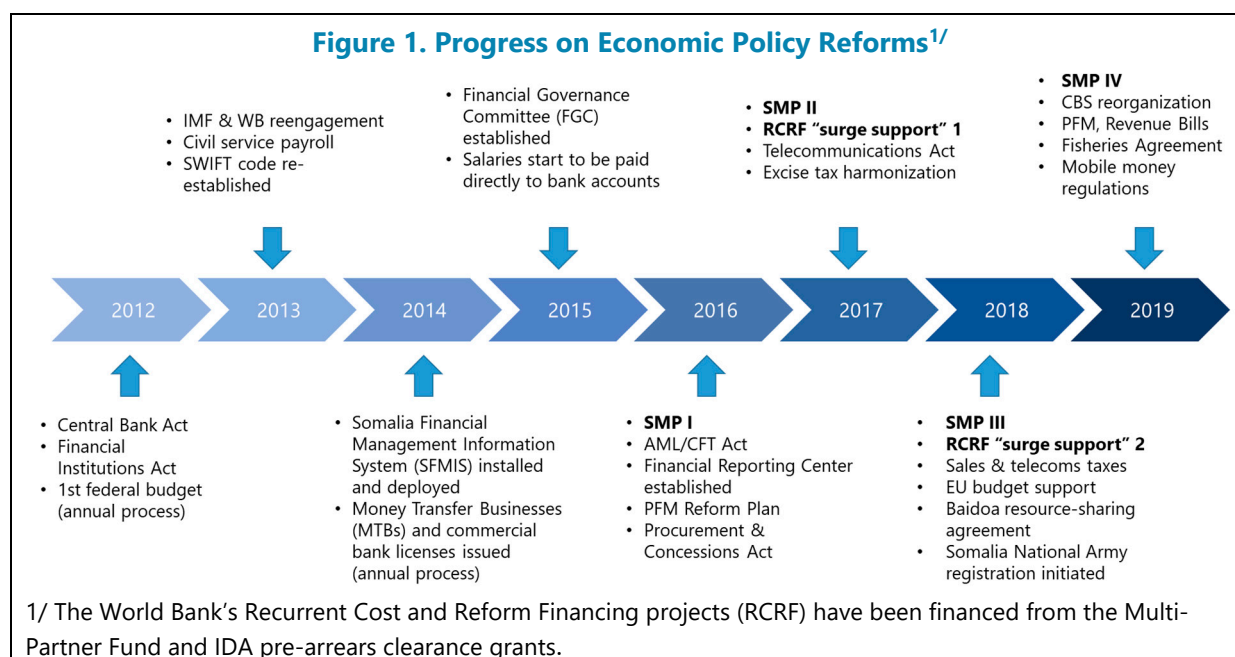 Figure 1. Progress on Economic Policy Reforms1/
• IMF & WB reengagement
• Civil service payroll
• SWIFT code re-
established
• Financial Governance
Committee (FGC)
established
• Salaries start to be paid
directly to bank accounts
• SMP II
• RCRF “surge support” 1
• Telecommunications Act
• Excise tax harmonization
• SMP IV
• CBS reorganization
• PFM, Revenue Bills
• Fisheries Agreement
• Mobile money
regulations
2012
2013
2014
2015
2016
2017
2018
2019
• Central Bank Act
• Financial
Institutions Act
• 1st federal budget
(annual process)
• Somalia Financial
Management Information
System (SFMIS) installed
and deployed
• Money Transfer Businesses
(MTBs) and commercial
bank licenses issued
(annual process)
• SMP I
• AML/CFT Act
• Financial Reporting Center
established
• PFM Reform Plan
• Procurement &
Concessions Act
• SMP III
• RCRF “surge support” 2
• Sales & telecoms taxes
• EU budget support
• Baidoa resource-sharing
agreement
• Somalia National Army
registration initiated
1/ The World Bank’s Recurrent Cost and Reform Financing projects (RCRF) have been financed from the Multi-
Partner Fund and IDA pre-arrears clearance grants.